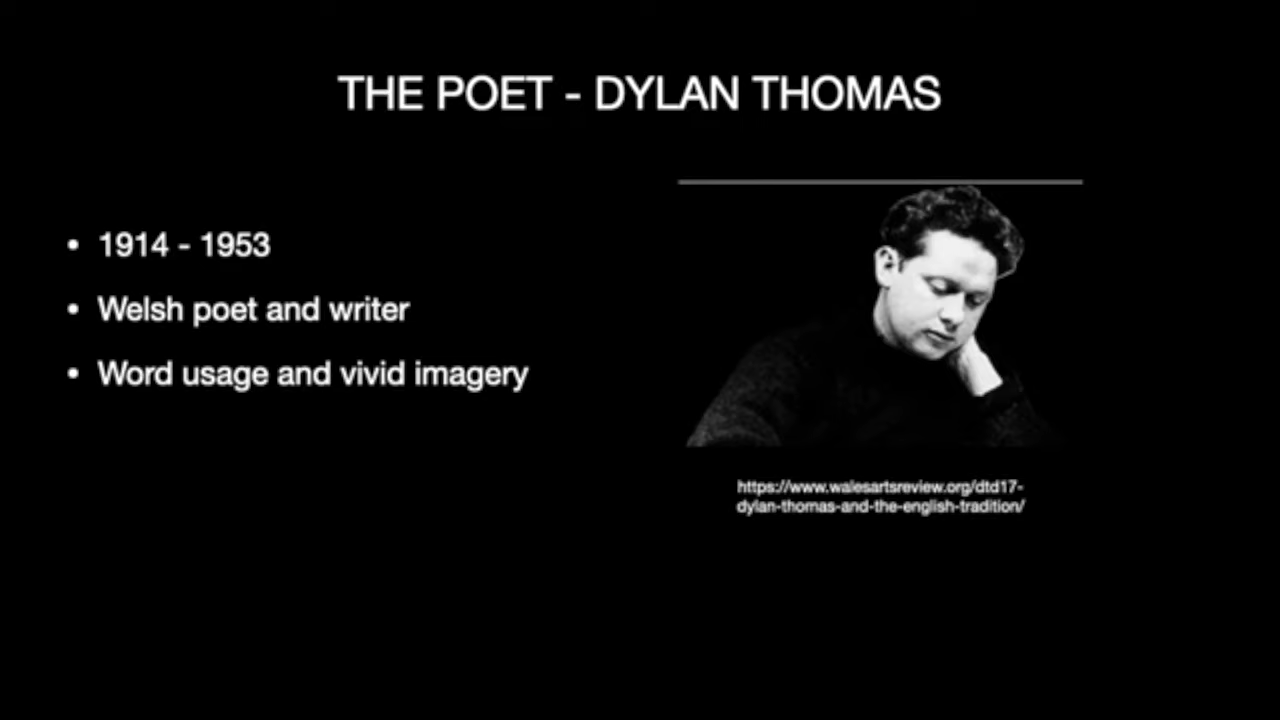 THE POET - DYLAN THOMAS
• 1914 - 1953
• Welsh poet and writer
• Word usage and vivid imagery
https://www.walesartsreview.org/dtd17-
dylan-thomas-and-the-english-tradition/